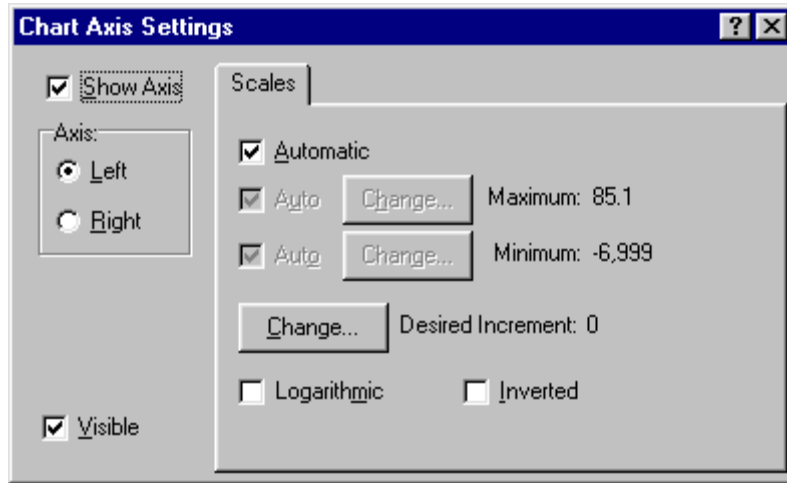 Chart Axis Settings
Show Axis
Axis:
Left
Right
Visible
Scales
Automatic
Auto Change... Maximum: 85.1
Auto Change... Minimum: -6,999
Change... Desired Increment: 0
Logarithmic Inverted